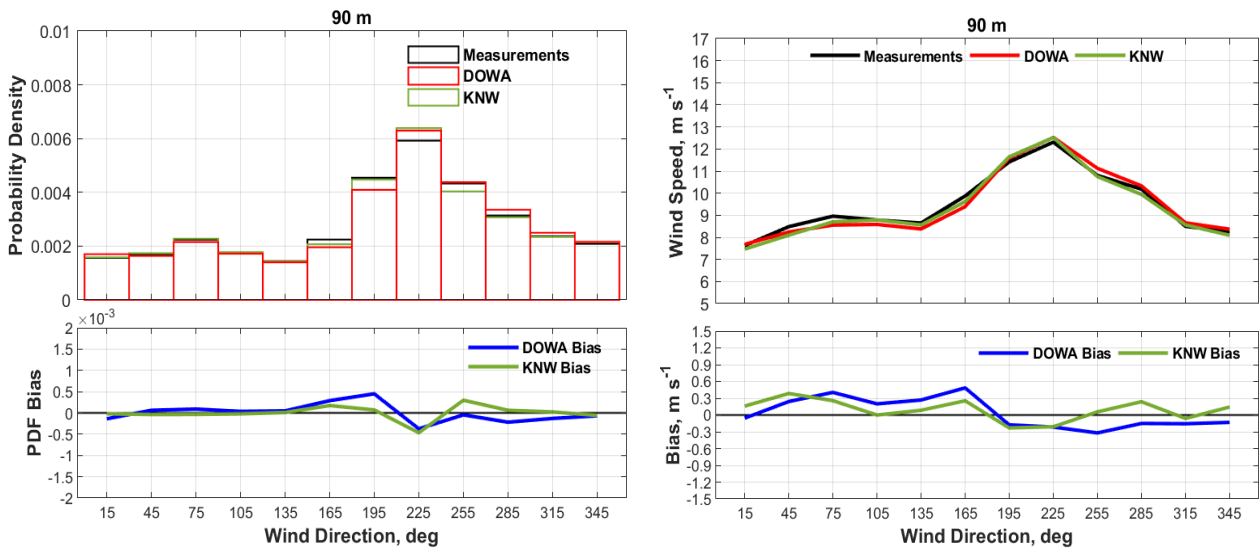 90 m
0.01
0.008
0.006
0.004
0.002
0
Probability Density
Measurements
DOWA
KNW
×10⁻³
2
1.5
1
0.5
0
-0.5
-1
-1.5
-2
PDF Bias
DOWA Bias
KNW Bias
15 45 75 105 135 165 195 225 255 285 315 345
Wind Direction, deg
90 m
17
16
15
14
13
12
11
10
9
8
7
6
5
Wind Speed, m s⁻¹
Measurements DOWA KNW
1.5
1.2
0.9
0.6
0.3
0
-0.3
-0.6
-0.9
-1.2
-1.5
Bias, m s⁻¹
DOWA Bias KNW Bias
15 45 75 105 135 165 195 225 255 285 315 345
Wind Direction, deg